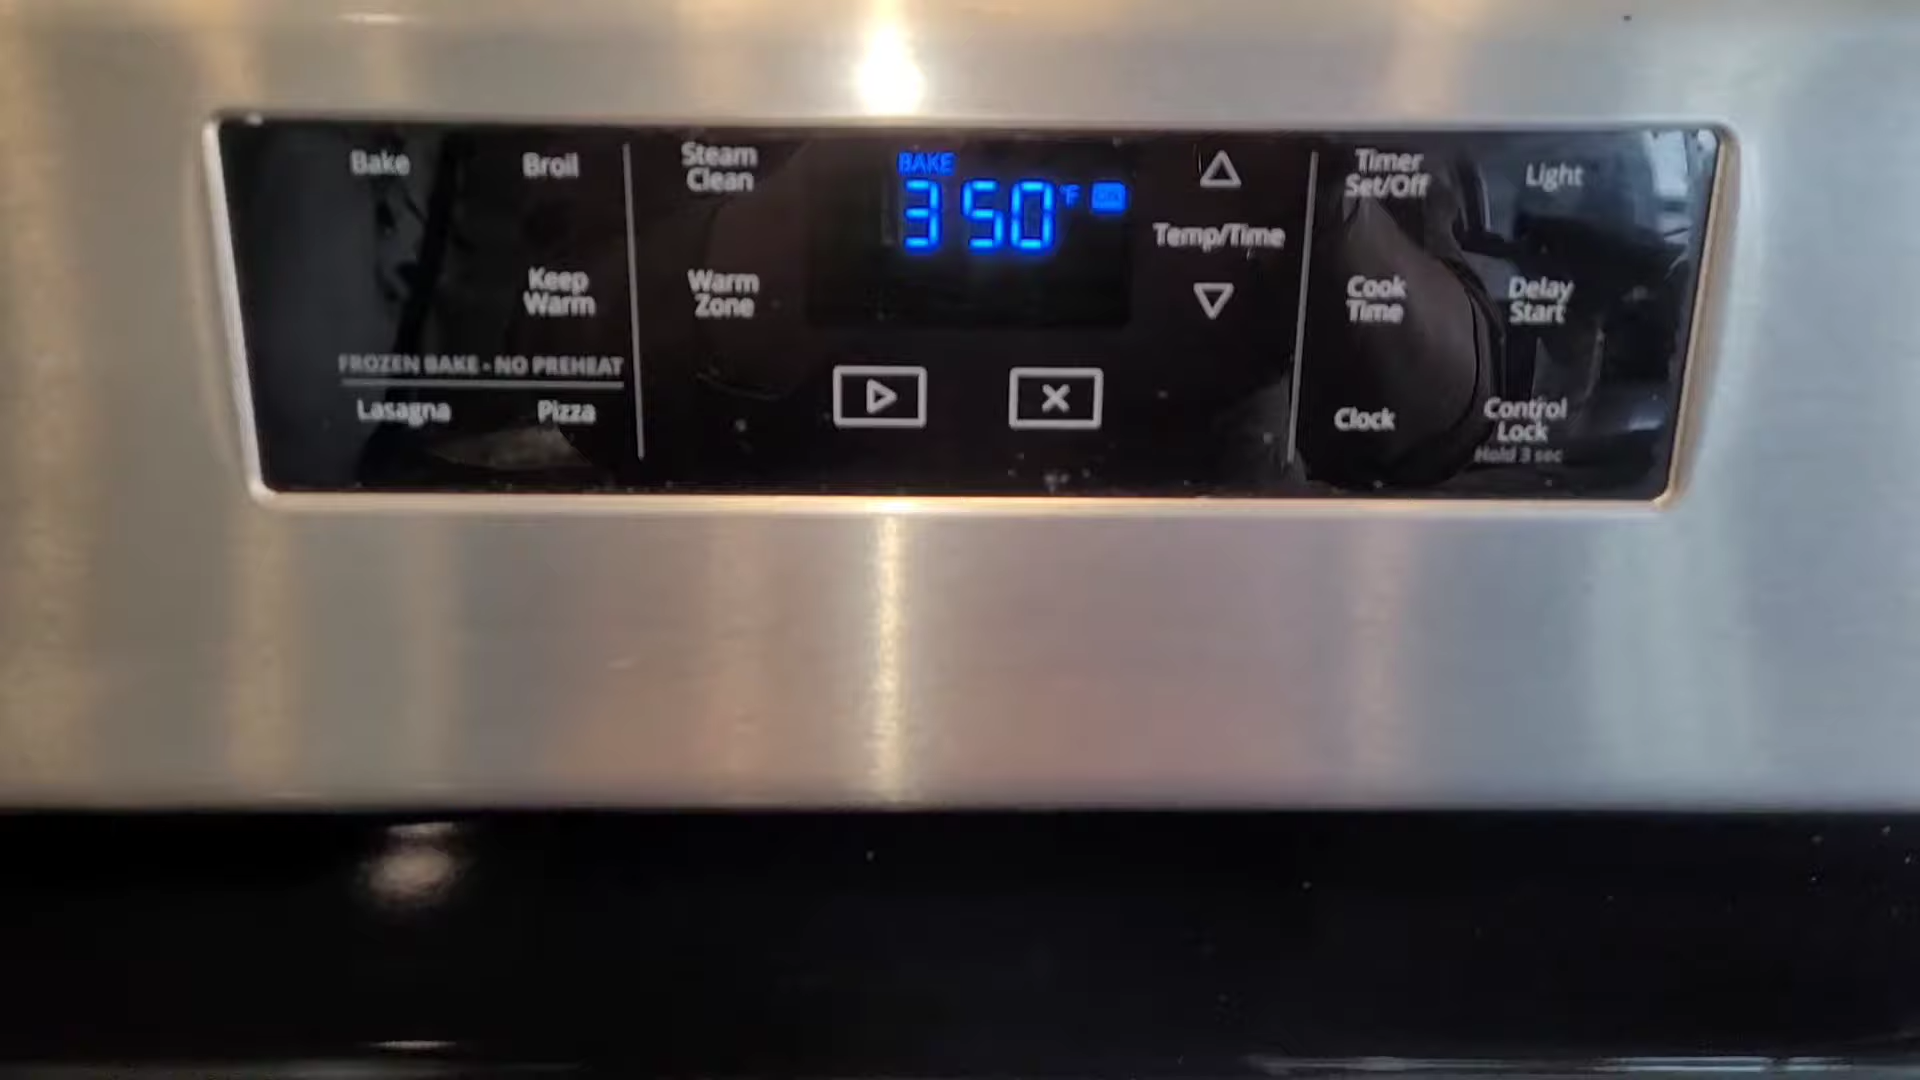 Bake
Broil
Steam
Clean
BAKE
350°F
Temp/Time
Timer
Set/Off
Light
Keep
Warm
Warm
Zone
Cook
Time
Delay
Start
FROZEN BAKE - NO PREHEAT
Lasagna
Pizza
Clock
Control
Lock
Hold 3 sec